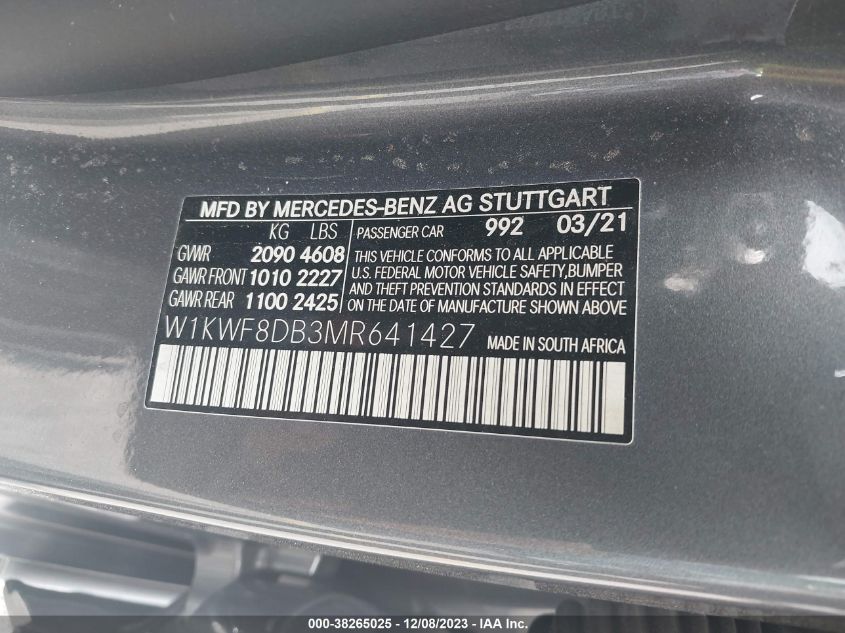 MFD BY MERCEDES-BENZ AG STUTTGART
KG LBS PASSENGER CAR 992 03/21
GVWR 2090 4608 THIS VEHICLE CONFORMS TO ALL APPLICABLE
GAWR FRONT 1010 2227 U.S. FEDERAL MOTOR VEHICLE SAFETY,BUMPER
GAWR REAR 1100 2425 AND THEFT PREVENTION STANDARDS IN EFFECT
ON THE DATE OF MANUFACTURE SHOWN ABOVE
W1KWF8DB3MR641427 MADE IN SOUTH AFRICA
000-38265025 - 12/08/2023 - IAA Inc.